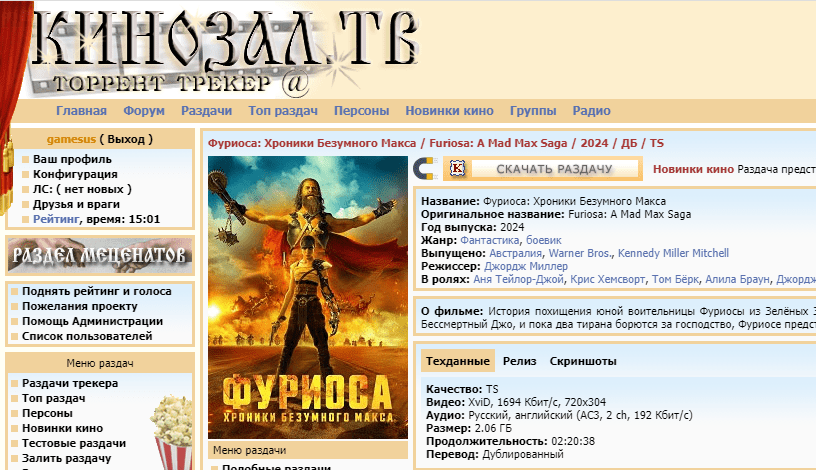 КИНОЗАЛ.ТВ
ТОРРЕНТ ТРЕКЕР @
Главная Форум Раздачи Топ раздач Персоны Новинки кино Группы Радио
gamesus ( Выход )
Ваш профиль
Конфигурация
ЛС: ( нет новых )
Друзья и враги
Рейтинг, время: 15:01
РАЗДЕЛ МЕЦЕНАТОВ
Поднять рейтинг и голоса
Пожелания проекту
Помощь Администрации
Список пользователей
Меню раздач
Раздачи трекера
Топ раздач
Персоны
Новинки кино
Тестовые раздачи
Залить раздачу
Фуриоса: Хроники Безумного Макса / Furiosa: A Mad Max Saga / 2024 / ДБ / TS
ФУРИОСА
ХРОНИКИ БЕЗУМНОГО МАКСА
Меню раздачи
Подобные раздачи
К СКАЧАТЬ РАЗДАЧУ Новинки кино Раздача предст
Название: Фуриоса: Хроники Безумного Макса
Оригинальное название: Furiosa: A Mad Max Saga
Год выпуска: 2024
Жанр: Фантастика, боевик
Выпущено: Австралия, Warner Bros., Kennedy Miller Mitchell
Режиссер: Джордж Миллер
В ролях: Аня Тейлор-Джой, Крис Хемсворт, Том Бёрк, Алила Браун, Джордж
О фильме: История похищения юной воительницы Фуриосы из Зелёных З
Бессмертный Джо, и пока два тирана борются за господство, Фуриосе предст
Техданные Релиз Скриншоты
Качество: TS
Видео: XviD, 1694 Кбит/с, 720x304
Аудио: Русский, английский (AC3, 2 ch, 192 Кбит/с)
Размер: 2.06 ГБ
Продолжительность: 02:20:38
Перевод: Дублированный